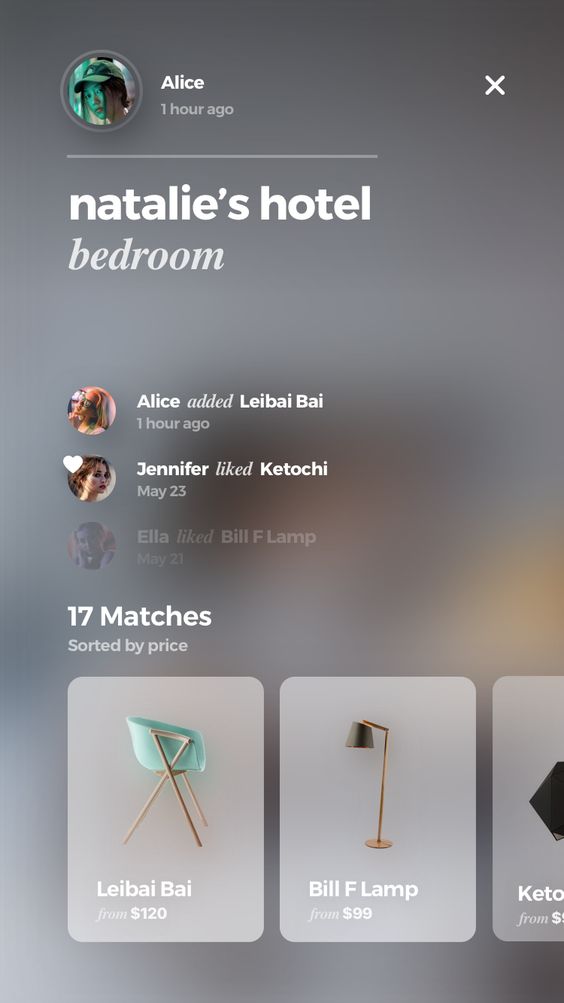 Alice
1 hour ago
natalie’s hotel
bedroom
Alice added Leibai Bai
1 hour ago
Jennifer liked Ketochi
May 23
Ella liked Bill F Lamp
May 21
17 Matches
Sorted by price
Leibai Bai
from $120
Bill F Lamp
from $99
Keto
from $9